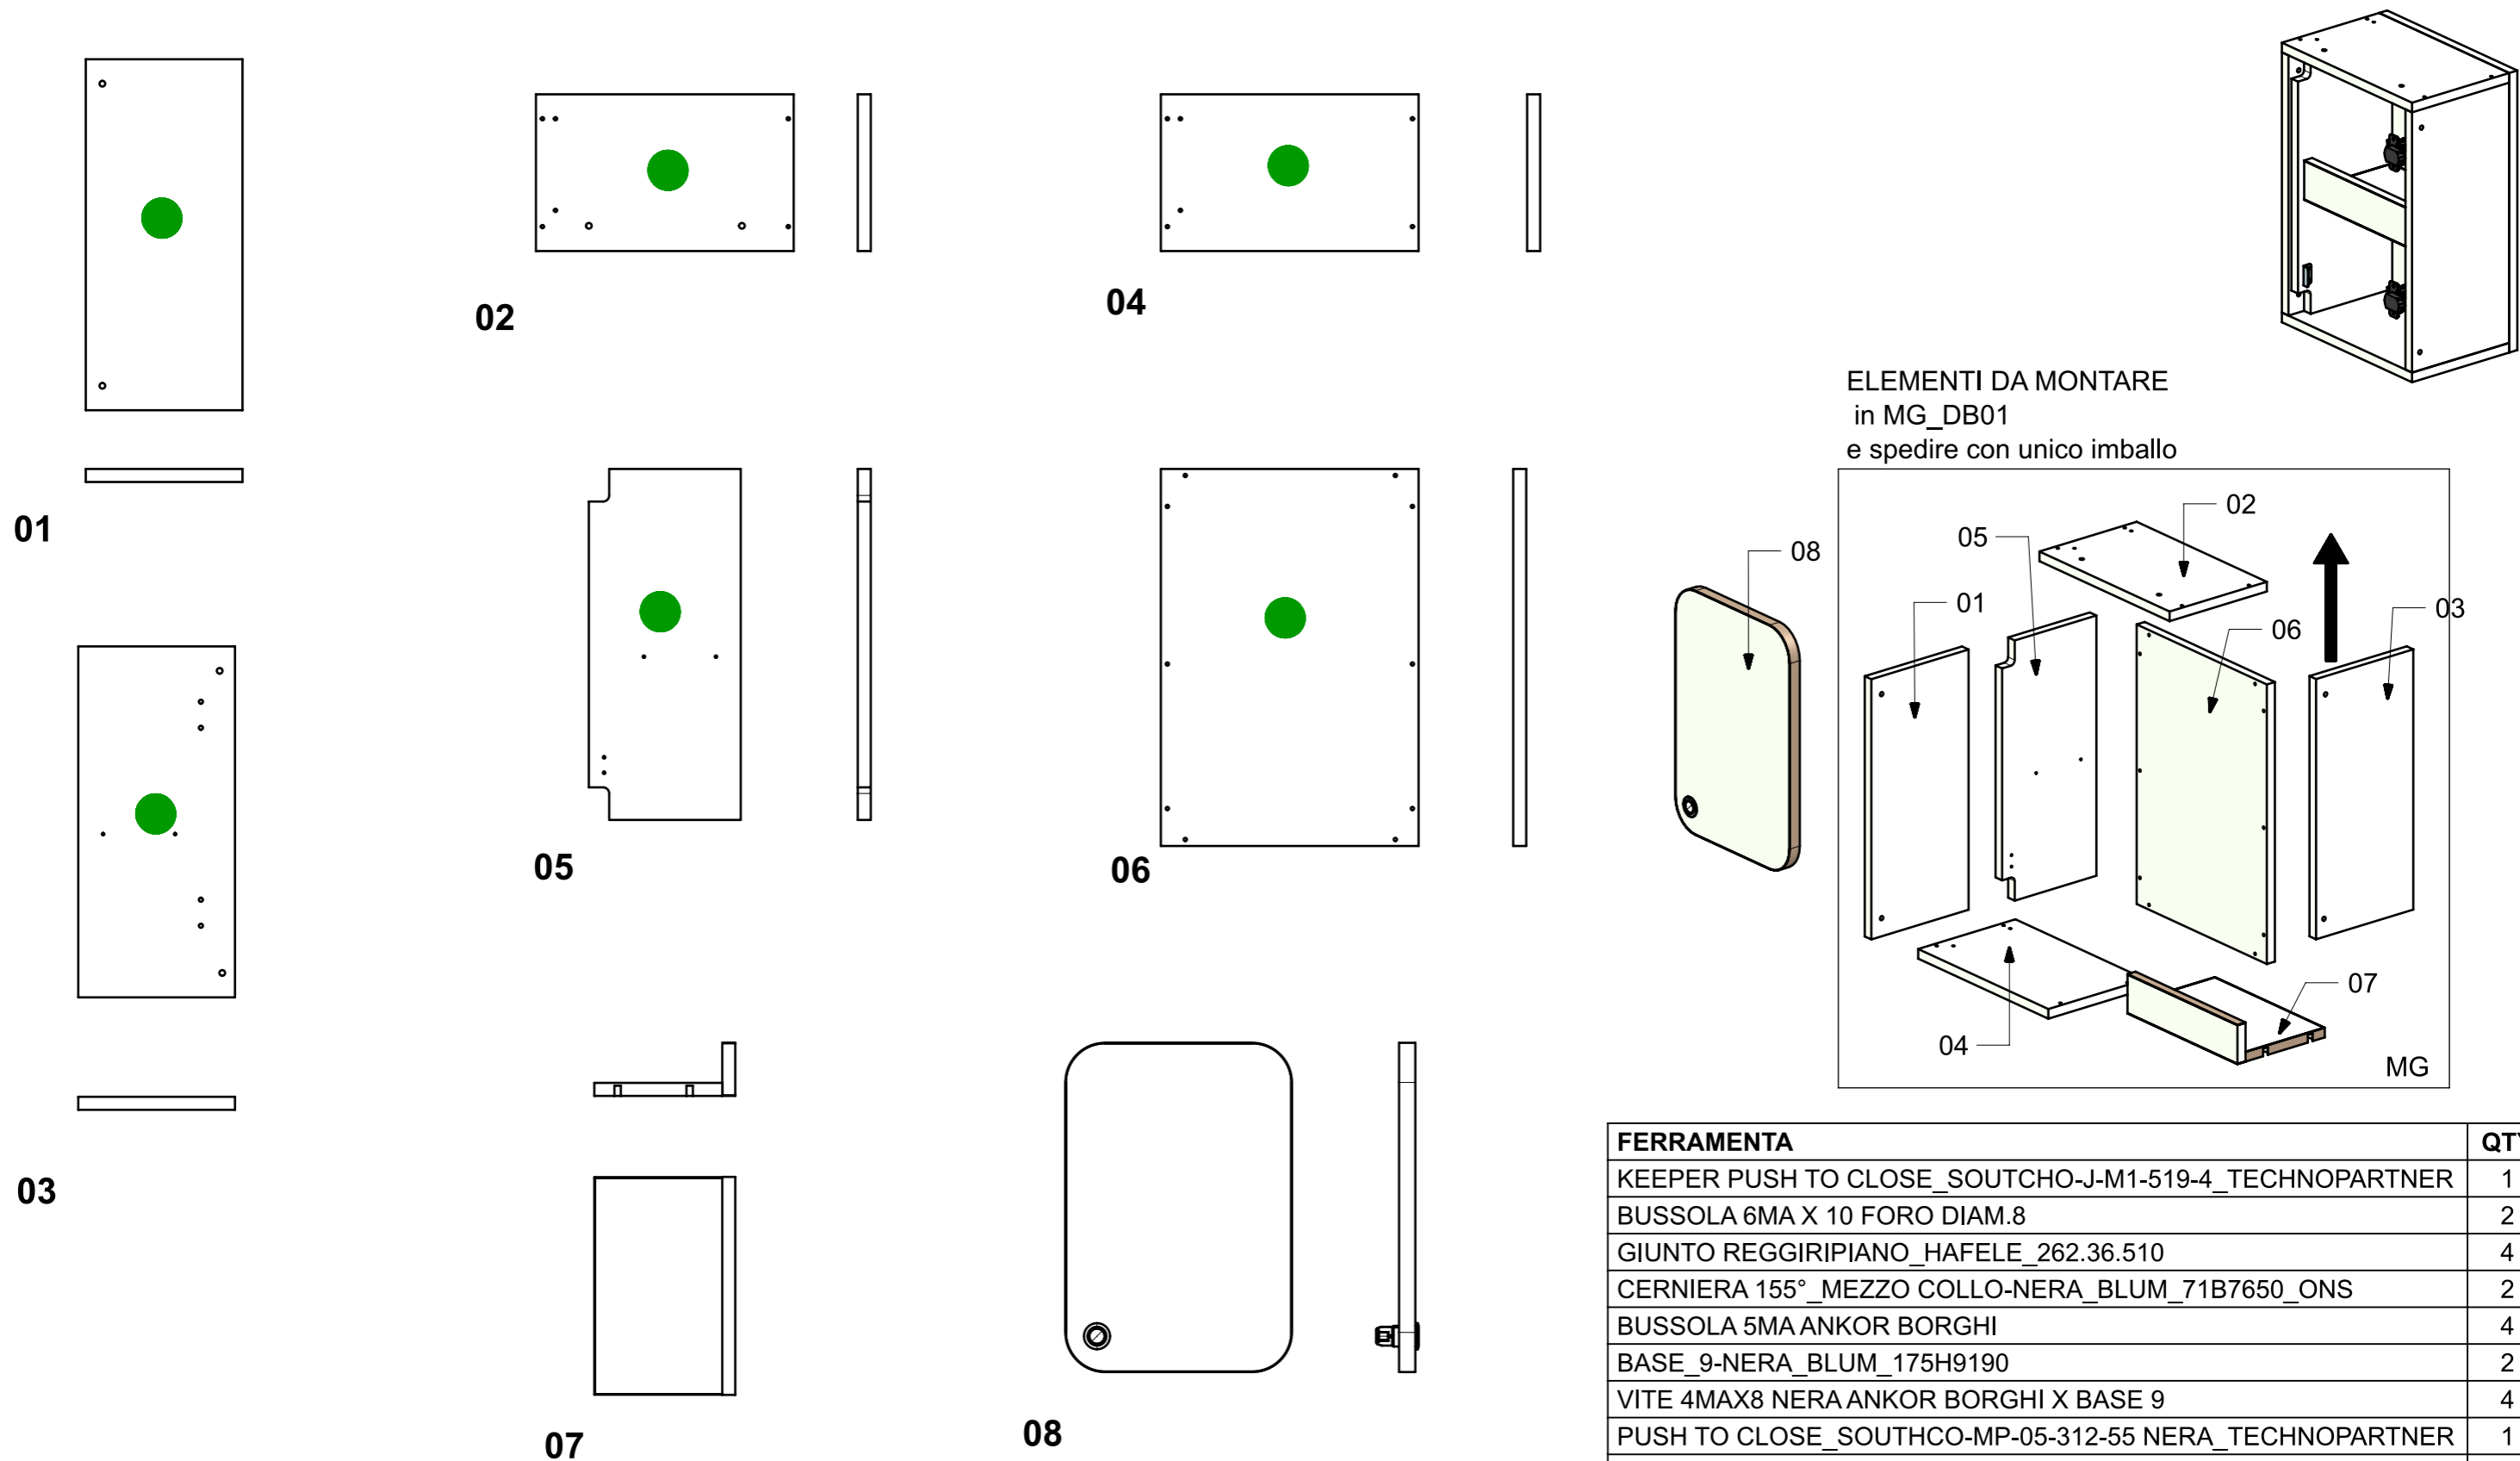 01
02
04
03
05
06
07
08
ELEMENTI DA MONTARE
in MG_DB01
e spedire con unico imballo
08
05
02
01
06
03
04
07
MG
FERRAMENTA QTY
KEEPER PUSH TO CLOSE_SOUTCHO-J-M1-519-4_TECHNOPARTNER 1
BUSSOLA 6MA X 10 FORO DIAM.8 2
GIUNTO REGGIRIPIANO_HAFELE_262.36.510 4
CERNIERA 155°_MEZZO COLLO-NERA_BLUM_71B7650_ONS 2
BUSSOLA 5MA ANKOR BORGHI 4
BASE_9-NERA_BLUM_175H9190 2
VITE 4MAX8 NERA ANKOR BORGHI X BASE 9 4
PUSH TO CLOSE_SOUTHCO-MP-05-312-55 NERA_TECHNOPARTNER 1